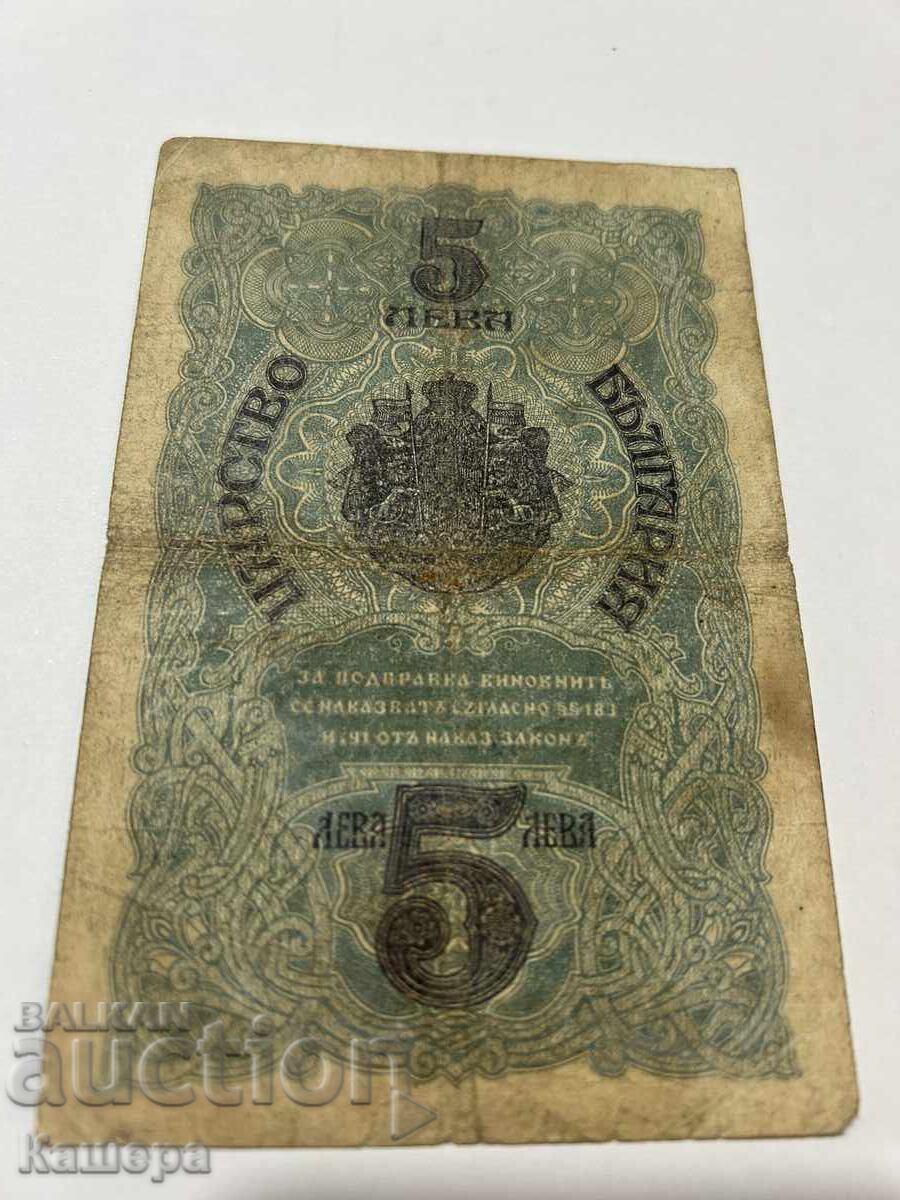 5
ЛЕВА
ЦАРСТВО
БЪЛГАРИЯ
ЗА ПОДПРАВКА ВИНОВНИТѢ
СЕ НАКАЗВАТЪ СЪГЛАСНО §§ 183
И 191 ОТЪ НАКАЗ. ЗАКОНЪ
ЛЕВА 5 ЛЕВА
BALKAN
auction
Кашера